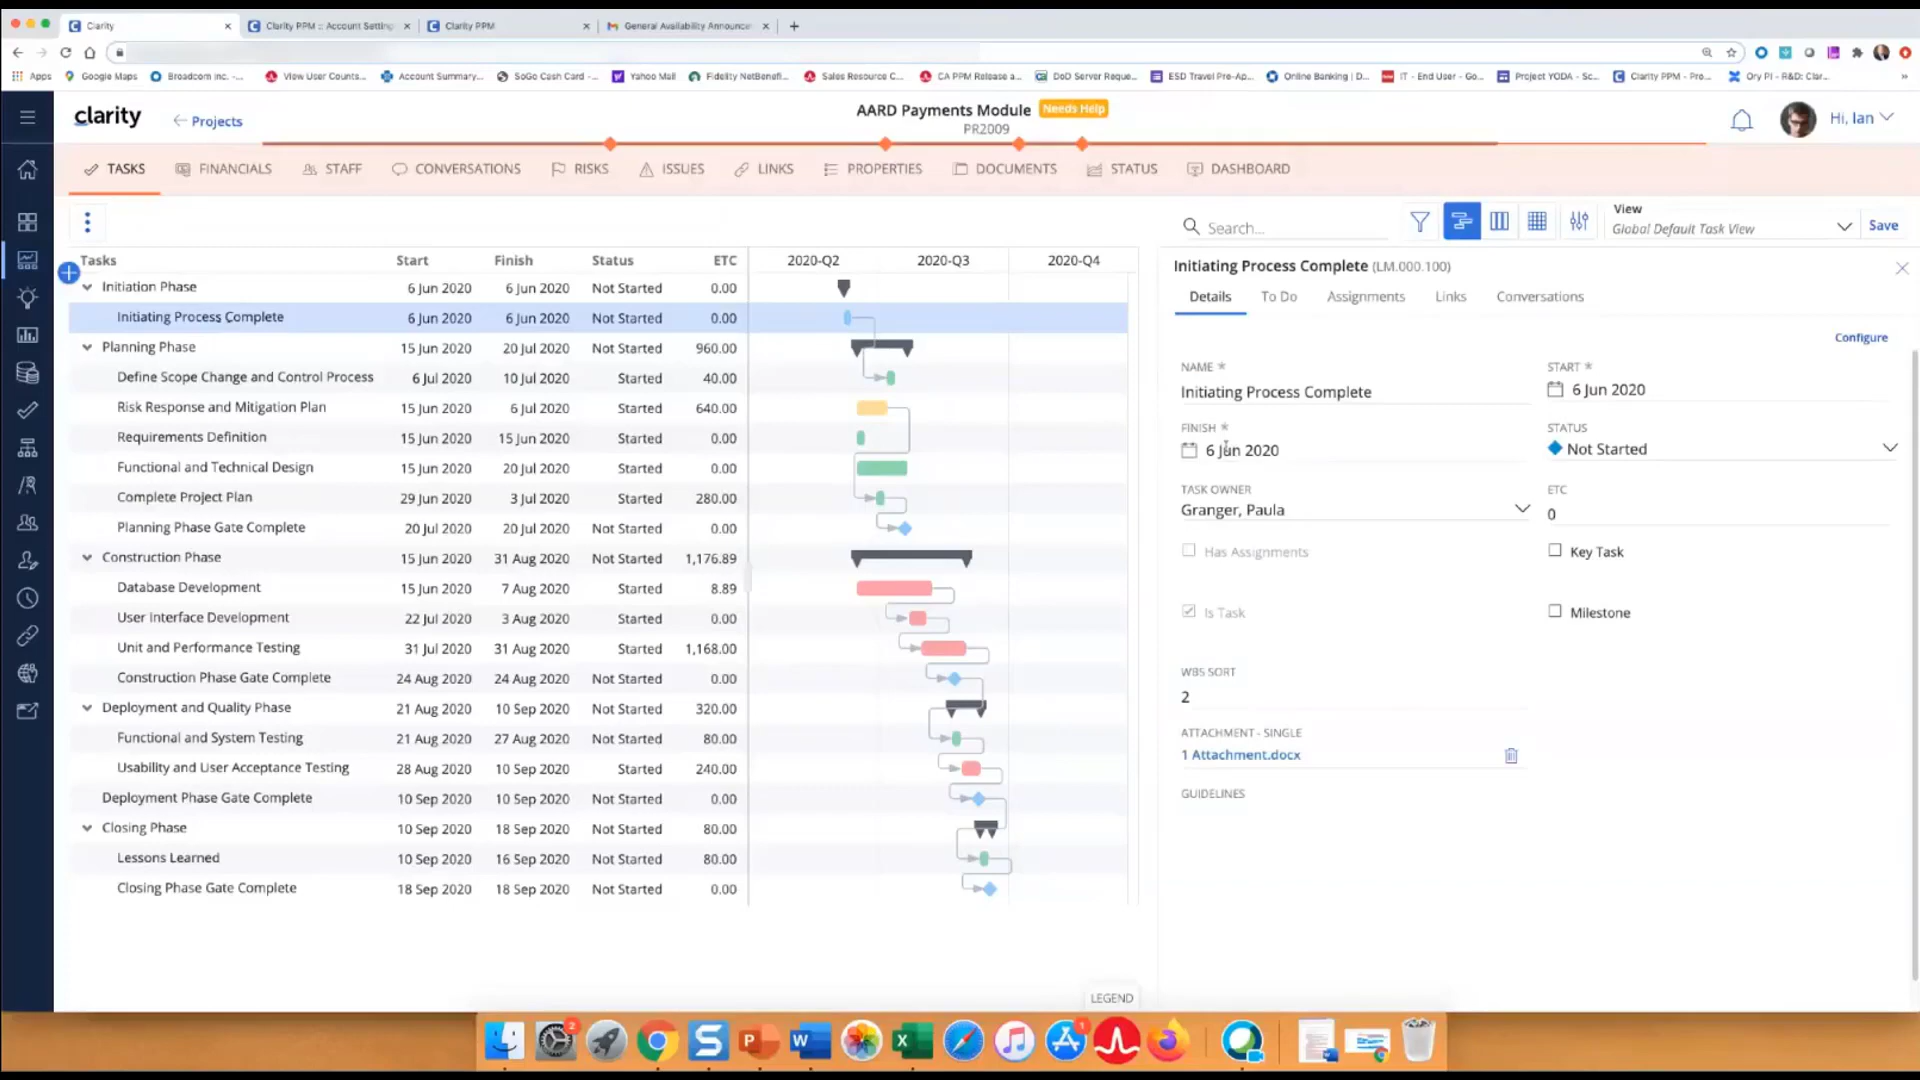 Clarity
Clarity PPM :: Account Setting
Clarity PPM
General Availability Announce
Apps
Google Maps
Broadcom Inc. -...
View User Counts...
Account Summary...
SoGo Cash Card -...
Yahoo Mail
Fidelity NetBenefi...
Sales Resource C...
CA PPM Release a...
DoD Server Reque...
ESD Travel Pre-Ap...
Online Banking | D...
IT - End User - Go...
Project YODA - Sc...
Clarity PPM - Pro...
Ory PI - R&D: Clar...
clarity
Projects
AARD Payments Module Needs Help
PR2009
Hi, Ian
TASKS FINANCIALS STAFF CONVERSATIONS RISKS ISSUES LINKS PROPERTIES DOCUMENTS STATUS DASHBOARD
Search...
View
Global Default Task View
Save
Tasks Start Finish Status ETC 2020-Q2 2020-Q3 2020-Q4
Initiation Phase 6 Jun 2020 6 Jun 2020 Not Started 0.00
Initiating Process Complete 6 Jun 2020 6 Jun 2020 Not Started 0.00
Planning Phase 15 Jun 2020 20 Jul 2020 Not Started 960.00
Define Scope Change and Control Process 6 Jul 2020 10 Jul 2020 Started 40.00
Risk Response and Mitigation Plan 15 Jun 2020 6 Jul 2020 Started 640.00
Requirements Definition 15 Jun 2020 15 Jun 2020 Started 0.00
Functional and Technical Design 15 Jun 2020 20 Jul 2020 Started 0.00
Complete Project Plan 29 Jun 2020 3 Jul 2020 Started 280.00
Planning Phase Gate Complete 20 Jul 2020 20 Jul 2020 Not Started 0.00
Construction Phase 15 Jun 2020 31 Aug 2020 Not Started 1,176.89
Database Development 15 Jun 2020 7 Aug 2020 Started 8.89
User Interface Development 22 Jul 2020 3 Aug 2020 Started 0.00
Unit and Performance Testing 31 Jul 2020 31 Aug 2020 Started 1,168.00
Construction Phase Gate Complete 24 Aug 2020 24 Aug 2020 Not Started 0.00
Deployment and Quality Phase 21 Aug 2020 10 Sep 2020 Not Started 320.00
Functional and System Testing 21 Aug 2020 27 Aug 2020 Not Started 80.00
Usability and User Acceptance Testing 28 Aug 2020 10 Sep 2020 Started 240.00
Deployment Phase Gate Complete 10 Sep 2020 10 Sep 2020 Not Started 0.00
Closing Phase 10 Sep 2020 18 Sep 2020 Not Started 80.00
Lessons Learned 10 Sep 2020 16 Sep 2020 Not Started 80.00
Closing Phase Gate Complete 18 Sep 2020 18 Sep 2020 Not Started 0.00
LEGEND
Initiating Process Complete (LM.000.100)
Details To Do Assignments Links Conversations
Configure
NAME * START *
Initiating Process Complete 6 Jun 2020
FINISH * STATUS
6 Jun 2020 Not Started
TASK OWNER ETC
Granger, Paula 0
Has Assignments Key Task
Is Task Milestone
WBS SORT
2
ATTACHMENT - SINGLE
1 Attachment.docx
GUIDELINES
2
S
P
W
X
1